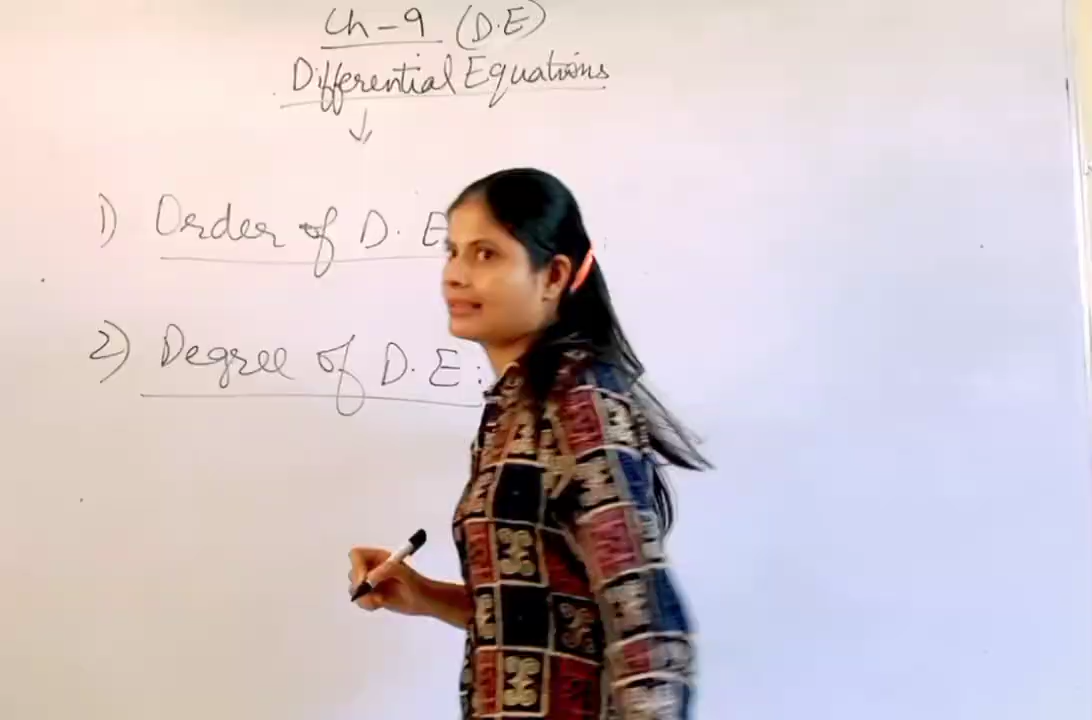 Ch-9 (D.E)
Differential Equations
1) Order of D.E
2) Degree of D.E: